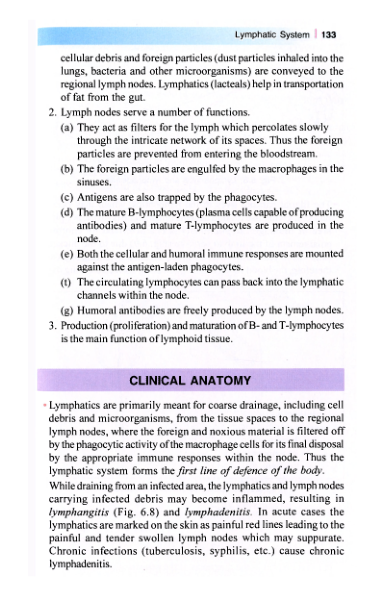 Lymphatic System | 133
cellular debris and foreign particles (dust particles inhaled into the
lungs, bacteria and other microorganisms) are conveyed to the
regional lymph nodes. Lymphatics (lacteals) help in transportation
of fat from the gut.
2. Lymph nodes serve a number of functions.
(a) They act as filters for the lymph which percolates slowly
through the intricate network of its spaces. Thus the foreign
particles are prevented from entering the bloodstream.
(b) The foreign particles are engulfed by the macrophages in the
sinuses.
(c) Antigens are also trapped by the phagocytes.
(d) The mature B-lymphocytes (plasma cells capable of producing
antibodies) and mature T-lymphocytes are produced in the
node.
(e) Both the cellular and humoral immune responses are mounted
against the antigen-laden phagocytes.
(t) The circulating lymphocytes can pass back into the lymphatic
channels within the node.
(g) Humoral antibodies are freely produced by the lymph nodes.
3. Production (proliferation) and maturation of B- and T-lymphocytes
is the main function of lymphoid tissue.
CLINICAL ANATOMY
• Lymphatics are primarily meant for coarse drainage, including cell
debris and microorganisms, from the tissue spaces to the regional
lymph nodes, where the foreign and noxious material is filtered off
by the phagocytic activity of the macrophage cells for its final disposal
by the appropriate immune responses within the node. Thus the
lymphatic system forms the first line of defence of the body.
While draining from an infected area, the lymphatics and lymph nodes
carrying infected debris may become inflammed, resulting in
lymphangitis (Fig. 6.8) and lymphadenitis. In acute cases the
lymphatics are marked on the skin as painful red lines leading to the
painful and tender swollen lymph nodes which may suppurate.
Chronic infections (tuberculosis, syphilis, etc.) cause chronic
lymphadenitis.